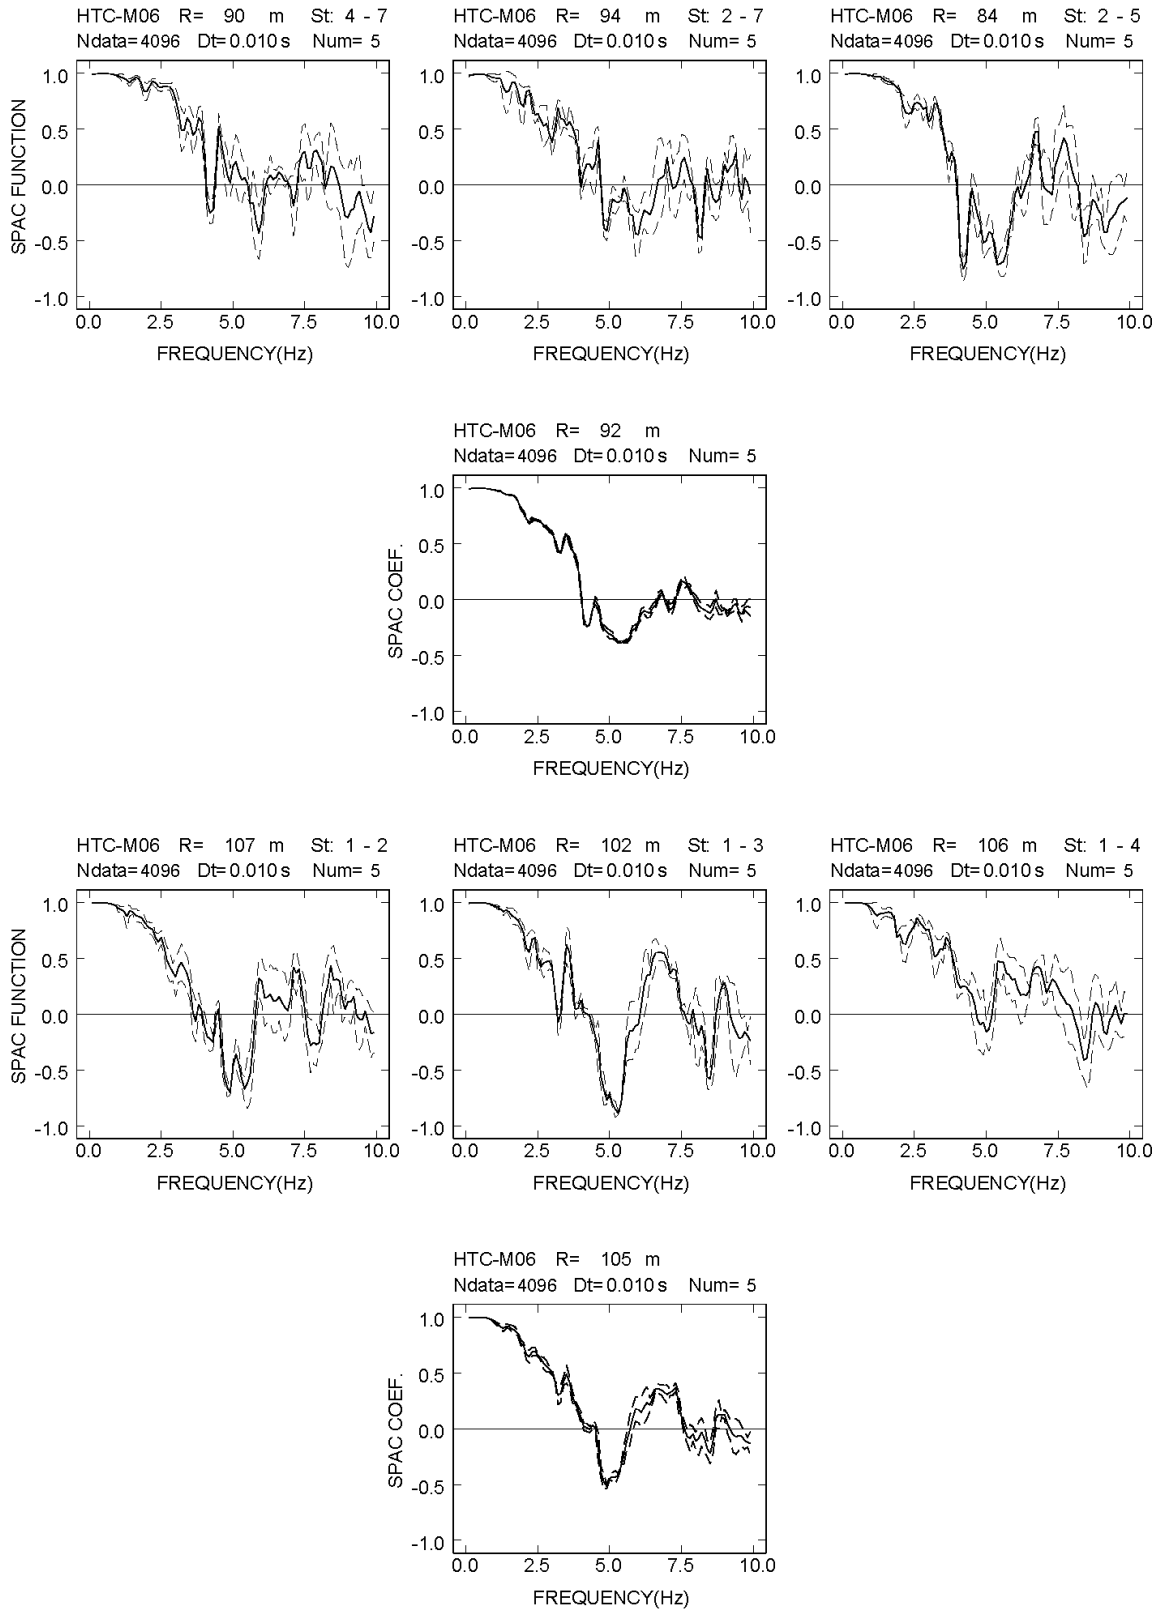 HTC-M06 R= 90 m St: 4 - 7
Ndata=4096 Dt=0.010 s Num= 5
HTC-M06 R= 94 m St: 2 - 7
Ndata=4096 Dt=0.010 s Num= 5
HTC-M06 R= 84 m St: 2 - 5
Ndata=4096 Dt=0.010 s Num= 5
SPAC FUNCTION
1.0
0.5
0.0
-0.5
-1.0
0.0 2.5 5.0 7.5 10.0
FREQUENCY(Hz)
1.0
0.5
0.0
-0.5
-1.0
0.0 2.5 5.0 7.5 10.0
FREQUENCY(Hz)
1.0
0.5
0.0
-0.5
-1.0
0.0 2.5 5.0 7.5 10.0
FREQUENCY(Hz)
HTC-M06 R= 92 m
Ndata=4096 Dt=0.010 s Num= 5
SPAC COEF.
1.0
0.5
0.0
-0.5
-1.0
0.0 2.5 5.0 7.5 10.0
FREQUENCY(Hz)
HTC-M06 R= 107 m St: 1 - 2
Ndata=4096 Dt=0.010 s Num= 5
HTC-M06 R= 102 m St: 1 - 3
Ndata=4096 Dt=0.010 s Num= 5
HTC-M06 R= 106 m St: 1 - 4
Ndata=4096 Dt=0.010 s Num= 5
SPAC FUNCTION
1.0
0.5
0.0
-0.5
-1.0
0.0 2.5 5.0 7.5 10.0
FREQUENCY(Hz)
1.0
0.5
0.0
-0.5
-1.0
0.0 2.5 5.0 7.5 10.0
FREQUENCY(Hz)
1.0
0.5
0.0
-0.5
-1.0
0.0 2.5 5.0 7.5 10.0
FREQUENCY(Hz)
HTC-M06 R= 105 m
Ndata=4096 Dt=0.010 s Num= 5
SPAC COEF.
1.0
0.5
0.0
-0.5
-1.0
0.0 2.5 5.0 7.5 10.0
FREQUENCY(Hz)